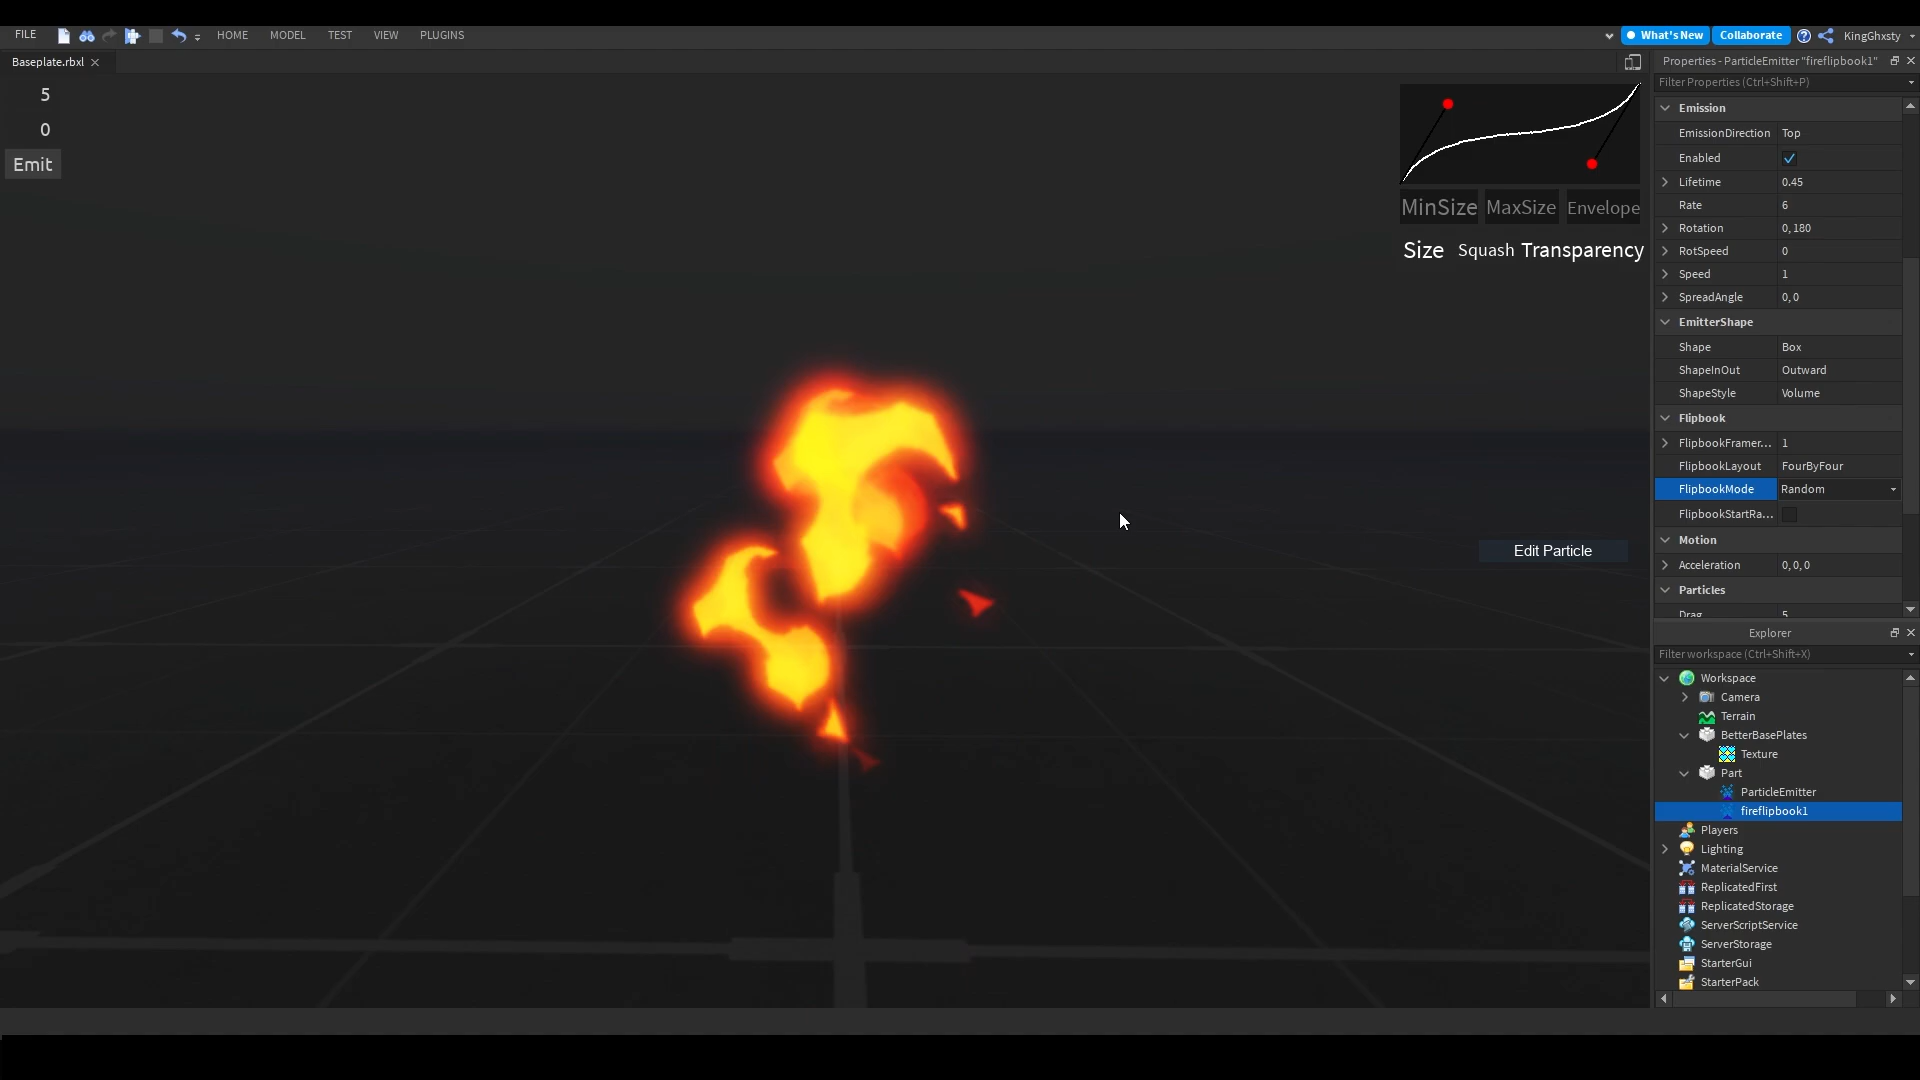 FILE HOME MODEL TEST VIEW PLUGINS What's New Collaborate KingGhxsty
Baseplate.rbxl
5
0
Emit
MinSize MaxSize Envelope
Size Squash Transparency
Edit Particle
Properties - ParticleEmitter "fireflipbook1"
Filter Properties (Ctrl+Shift+P)
Emission
EmissionDirection Top
Enabled
Lifetime 0.45
Rate 6
Rotation 0, 180
RotSpeed 0
Speed 1
SpreadAngle 0, 0
EmitterShape
Shape Box
ShapeInOut Outward
ShapeStyle Volume
Flipbook
FlipbookFramer... 1
FlipbookLayout FourByFour
FlipbookMode Random
FlipbookStartRa...
Motion
Acceleration 0, 0, 0
Particles
Drag 5
Explorer
Filter workspace (Ctrl+Shift+X)
Workspace
Camera
Terrain
BetterBasePlates
Texture
Part
ParticleEmitter
fireflipbook1
Players
Lighting
MaterialService
ReplicatedFirst
ReplicatedStorage
ServerScriptService
ServerStorage
StarterGui
StarterPack